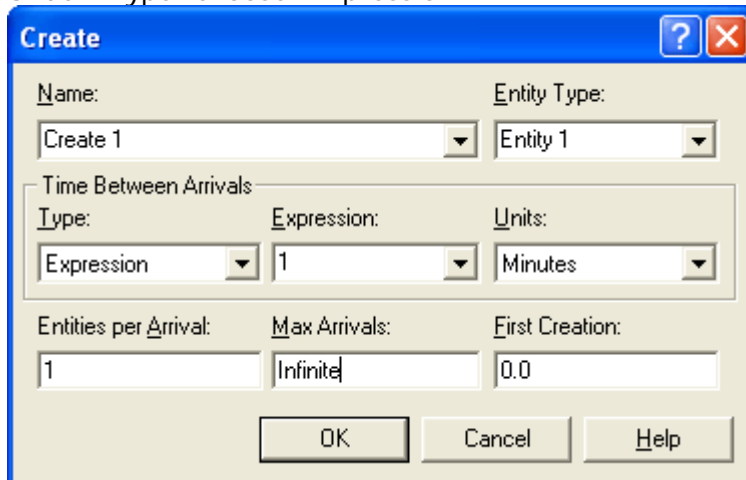 Create
Name: Entity Type:
Create 1 Entity 1
Time Between Arrivals
Type: Expression: Units:
Expression 1 Minutes
Entities per Arrival: Max Arrivals: First Creation:
1 Infinite 0.0
OK Cancel Help